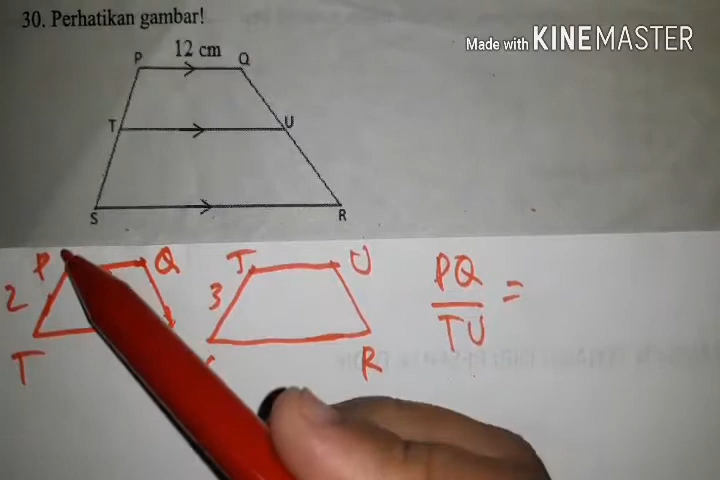 30. Perhatikan gambar!
Made with KINEMASTER
P 12 cm Q
T U
S R
P Q T U
2 3
T R
PQ
TU
=